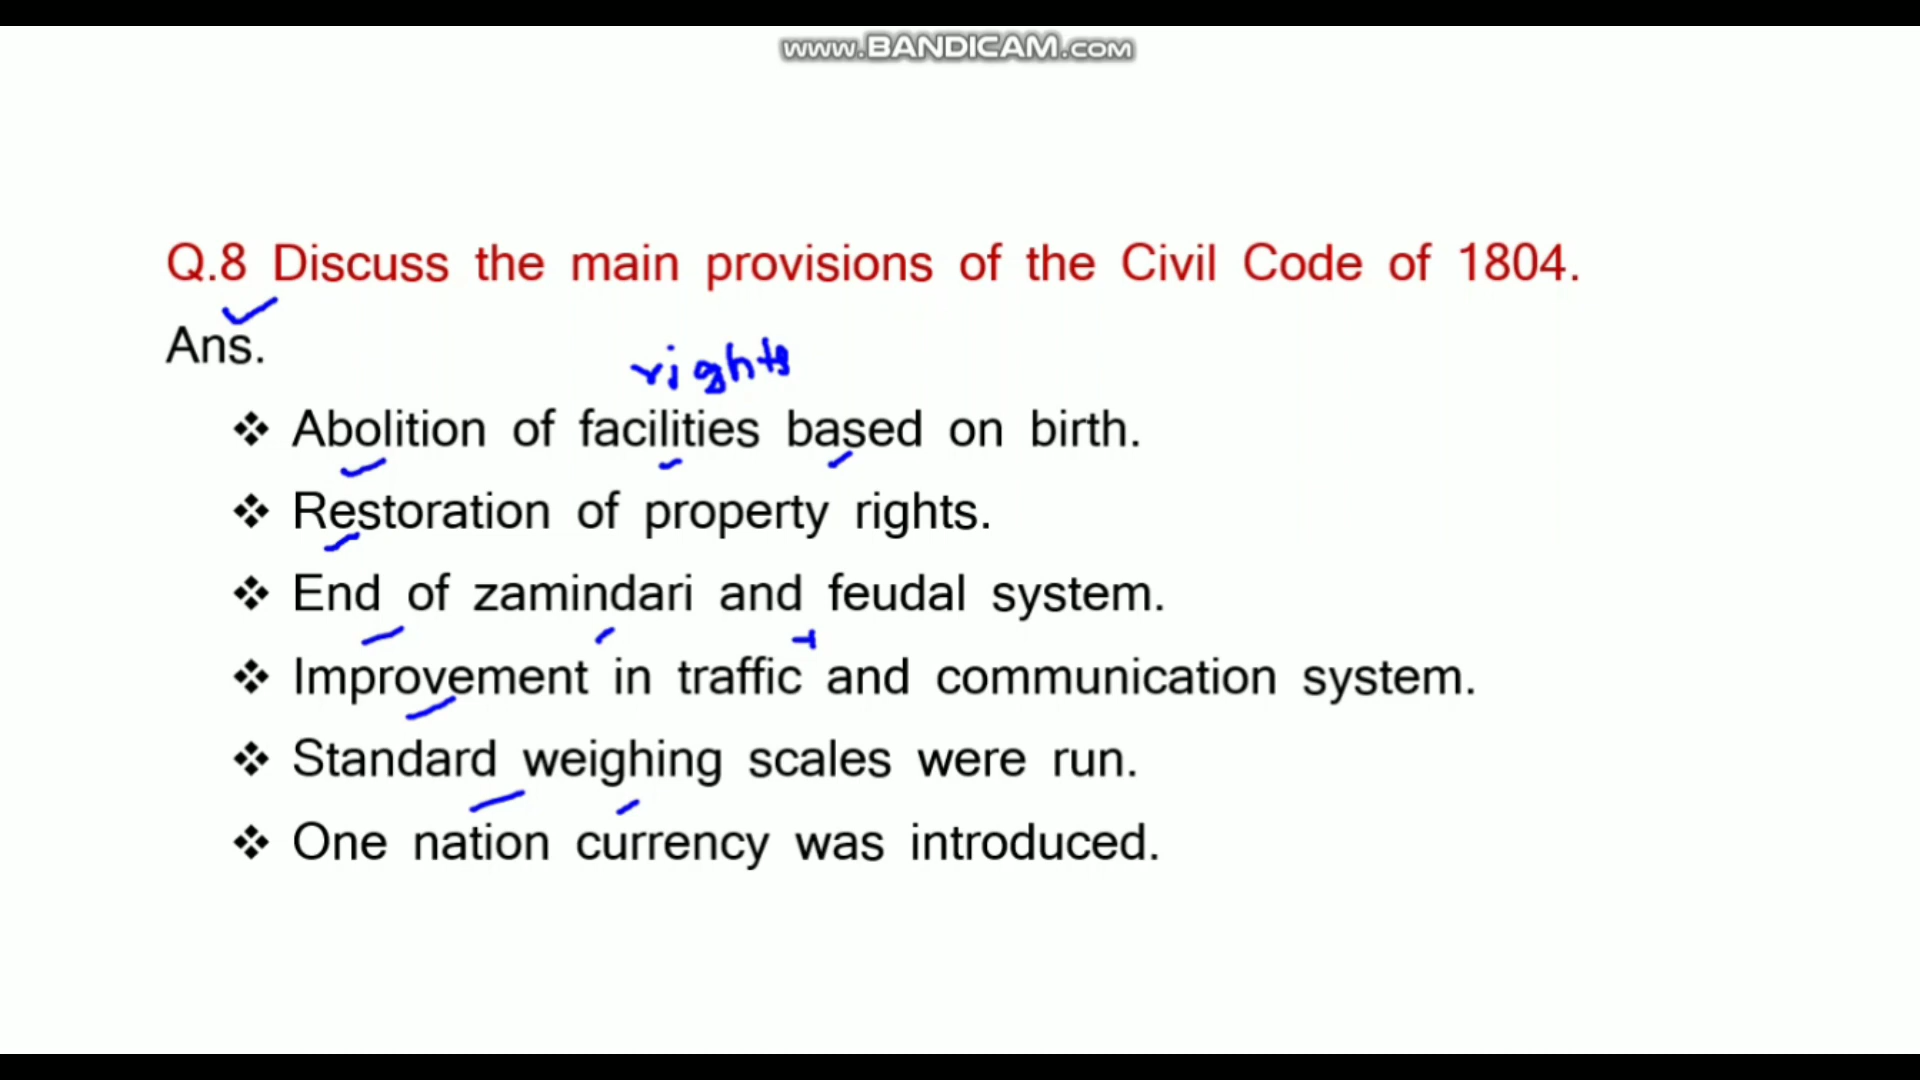 www.BANDICAM.com
Q.8 Discuss the main provisions of the Civil Code of 1804.
Ans.
rights
❖ Abolition of facilities based on birth.
❖ Restoration of property rights.
❖ End of zamindari and feudal system.
❖ Improvement in traffic and communication system.
❖ Standard weighing scales were run.
❖ One nation currency was introduced.